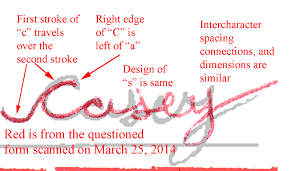 First stroke of
“c” travels
over the
second stroke
Right edge
of “C” is
left of “a”
Intercharacter
spacing
connections, and
dimensions are
similar
Design of
“s” is same
Casey
Red is from the questioned
form scanned on March 25, 2014